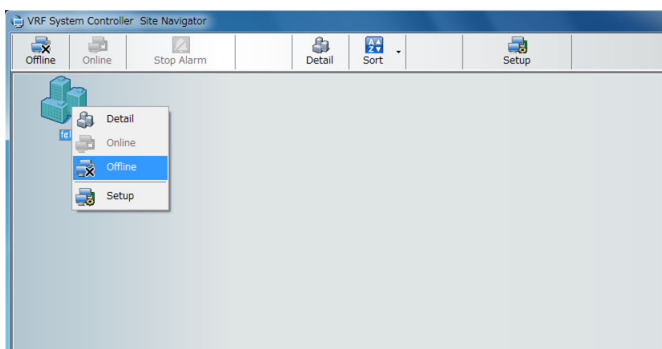 VRF System Controller Site Navigator
Offline Online Stop Alarm Detail Sort Setup
Detail
Online
Offline
Setup